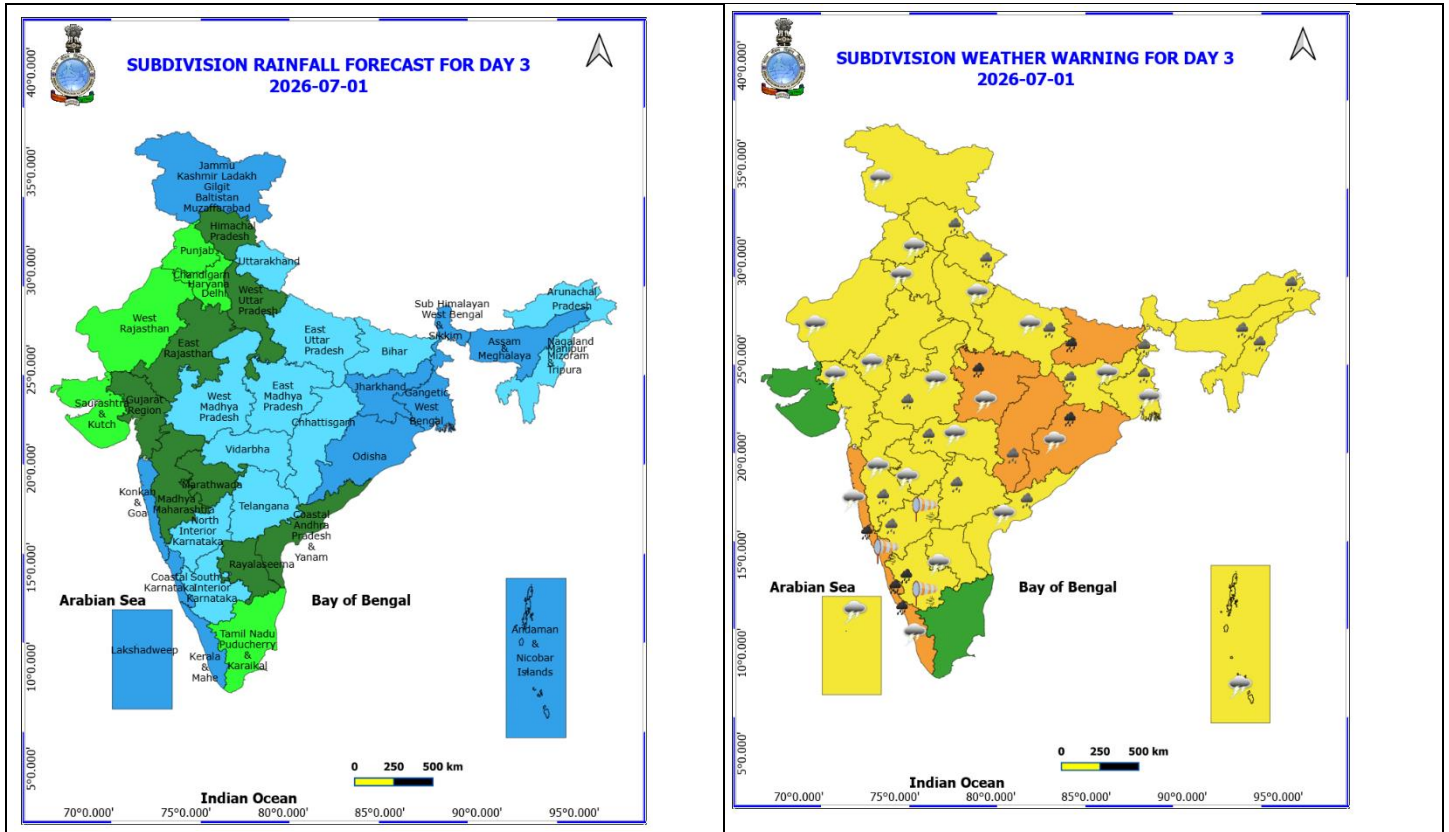 SUBDIVISION RAINFALL FORECAST FOR DAY 3
2026-07-01
40°0.000'
35°0.000'
30°0.000'
25°0.000'
20°0.000'
15°0.000'
10°0.000'
5°0.000'
Jammu
Kashmir Ladakh
Gilgit
Baltistan
Muzaffarabad
Himachal
Pradesh
Punjab
Uttarakhand
Chandigarh
Haryana
Delhi
West
Uttar
Pradesh
West
Rajasthan
East
Rajasthan
East
Uttar
Pradesh
Bihar
Sub Himalayan
West Bengal
&
Sikkim
Arunachal
Pradesh
Assam
&
Meghalaya
Nagaland
Manipur
Mizoram
&
Tripura
Saurashtra
&
Kutch
Gujarat
Region
West
Madhya
Pradesh
East
Madhya
Pradesh
Jharkhand
Gangetic
West
Bengal
Chhattisgarh
Odisha
Vidarbha
Konkan
&
Goa
Madhya
Maharashtra
Marathwada
Telangana
North
Interior
Karnataka
Coastal
Andhra
Pradesh
&
Yanam
Rayalaseema
Coastal
Karnataka
South
Interior
Karnataka
Arabian Sea
Bay of Bengal
Lakshadweep
Tamil Nadu
Puducherry
&
Karaikal
Kerala
&
Mahe
Andaman
&
Nicobar
Islands
0 250 500 km
Indian Ocean
70°0.000' 75°0.000' 80°0.000' 85°0.000' 90°0.000' 95°0.000'
SUBDIVISION WEATHER WARNING FOR DAY 3
2026-07-01
40°0.000'
35°0.000'
30°0.000'
25°0.000'
20°0.000'
15°0.000'
10°0.000'
5°0.000'
Arabian Sea
Bay of Bengal
0 250 500 km
Indian Ocean
70°0.000' 75°0.000' 80°0.000' 85°0.000' 90°0.000' 95°0.000'